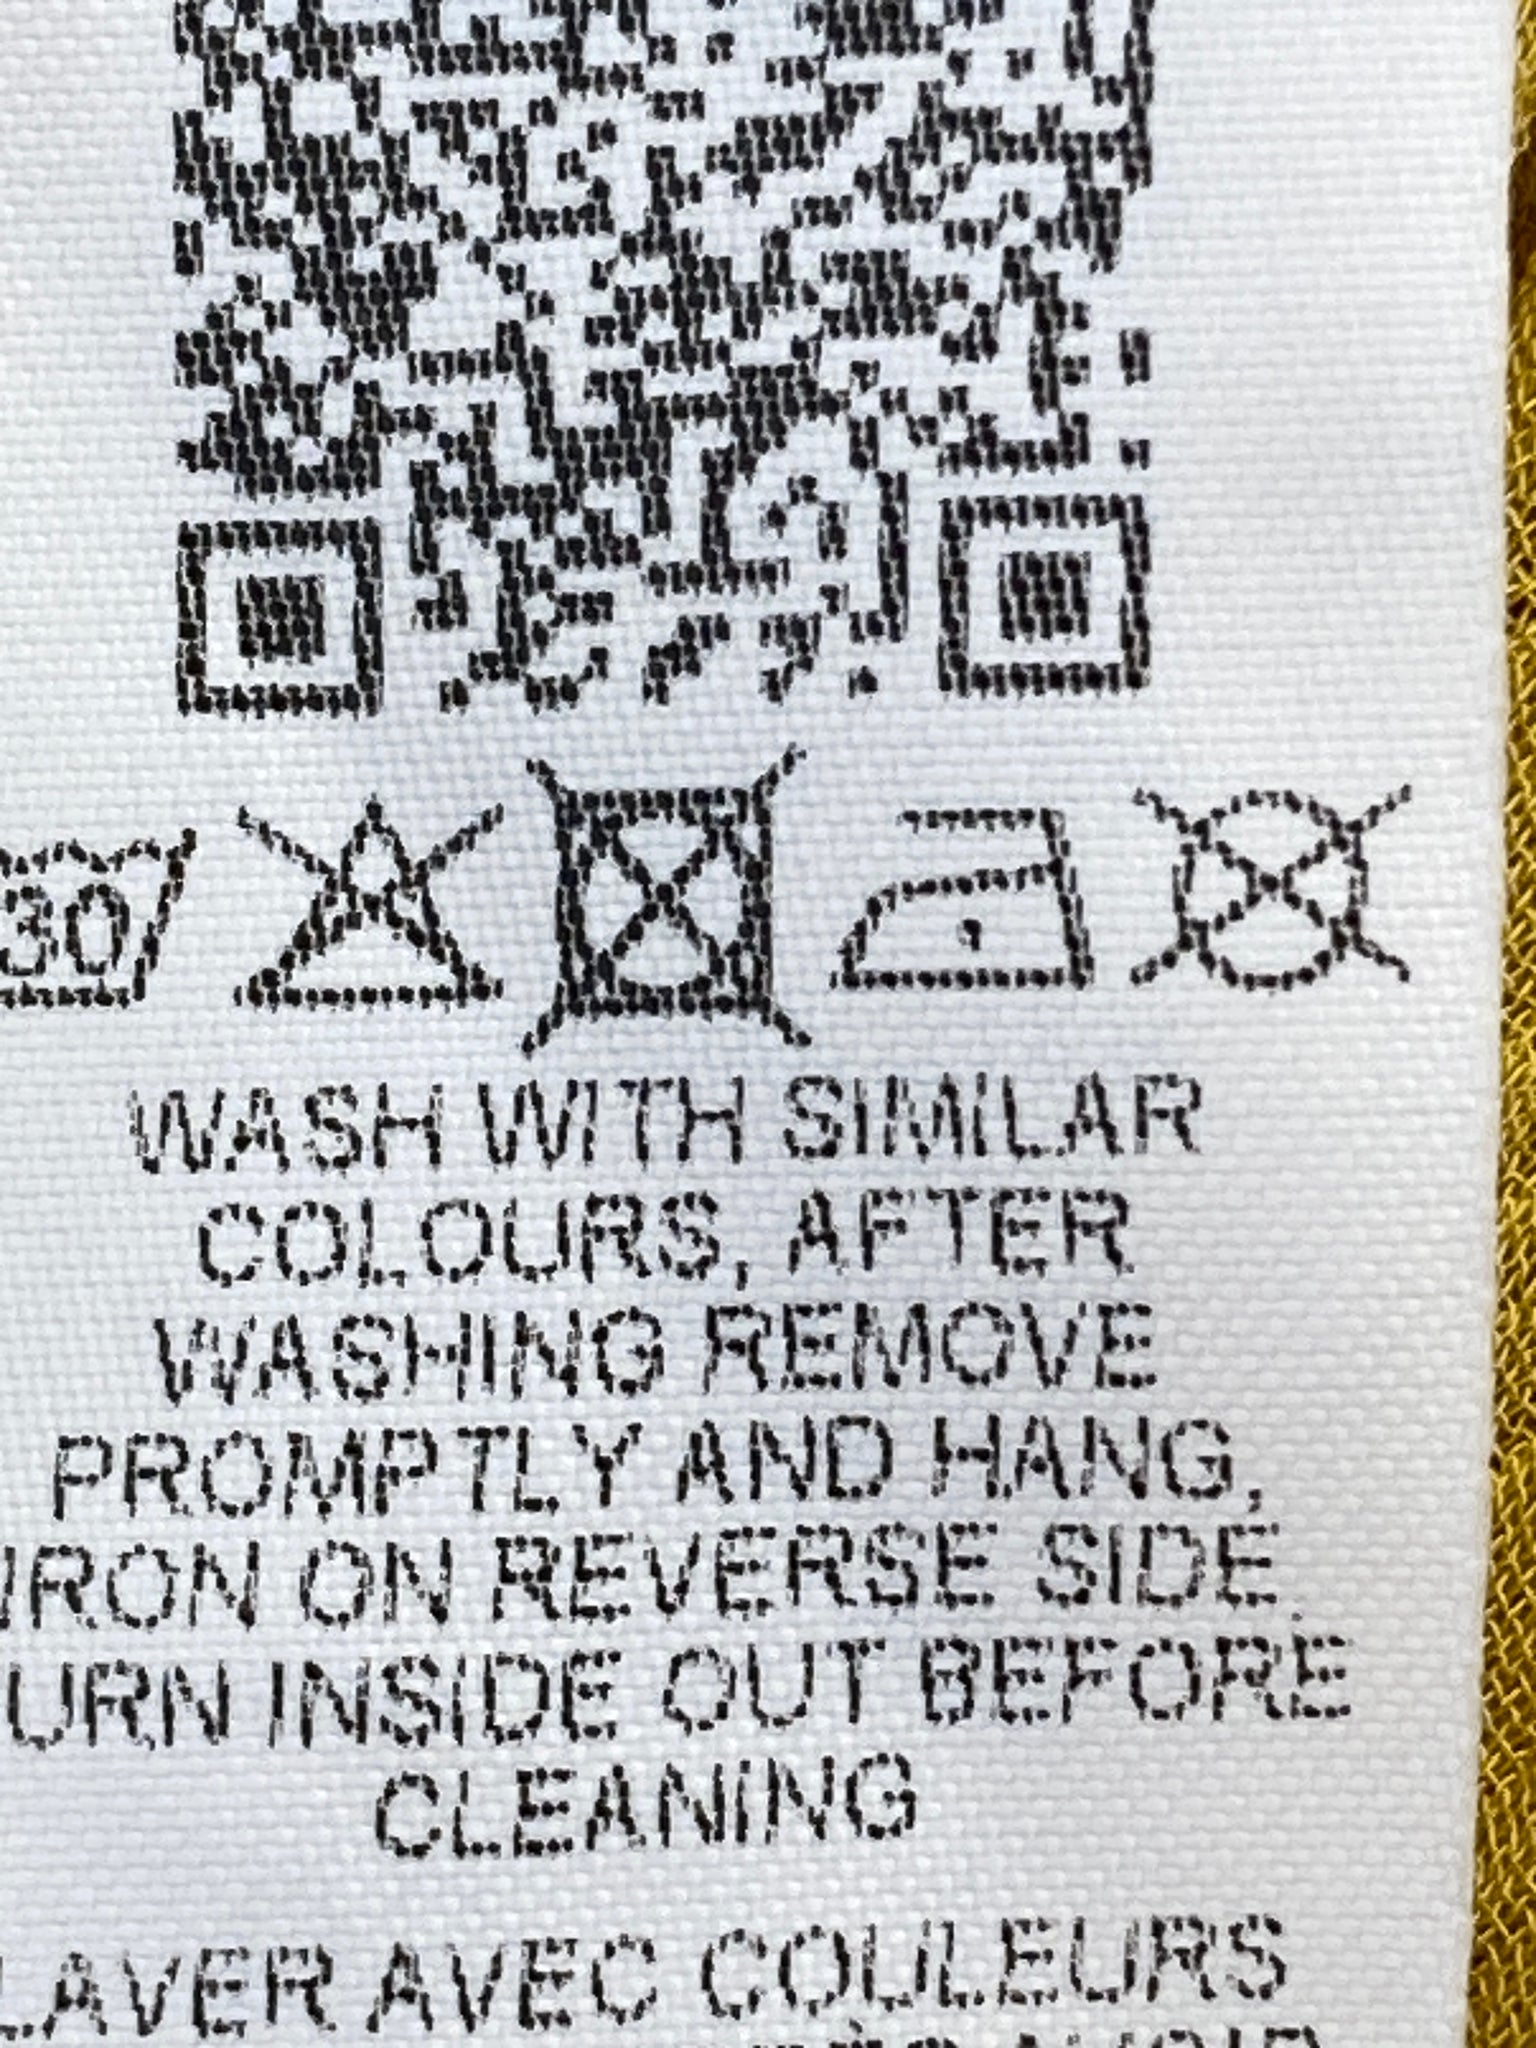 30
WASH WITH SIMILAR
COLOURS, AFTER
WASHING REMOVE
PROMPTLY AND HANG,
IRON ON REVERSE SIDE,
URN INSIDE OUT BEFORE
CLEANING
LAVER AVEC COULEURS